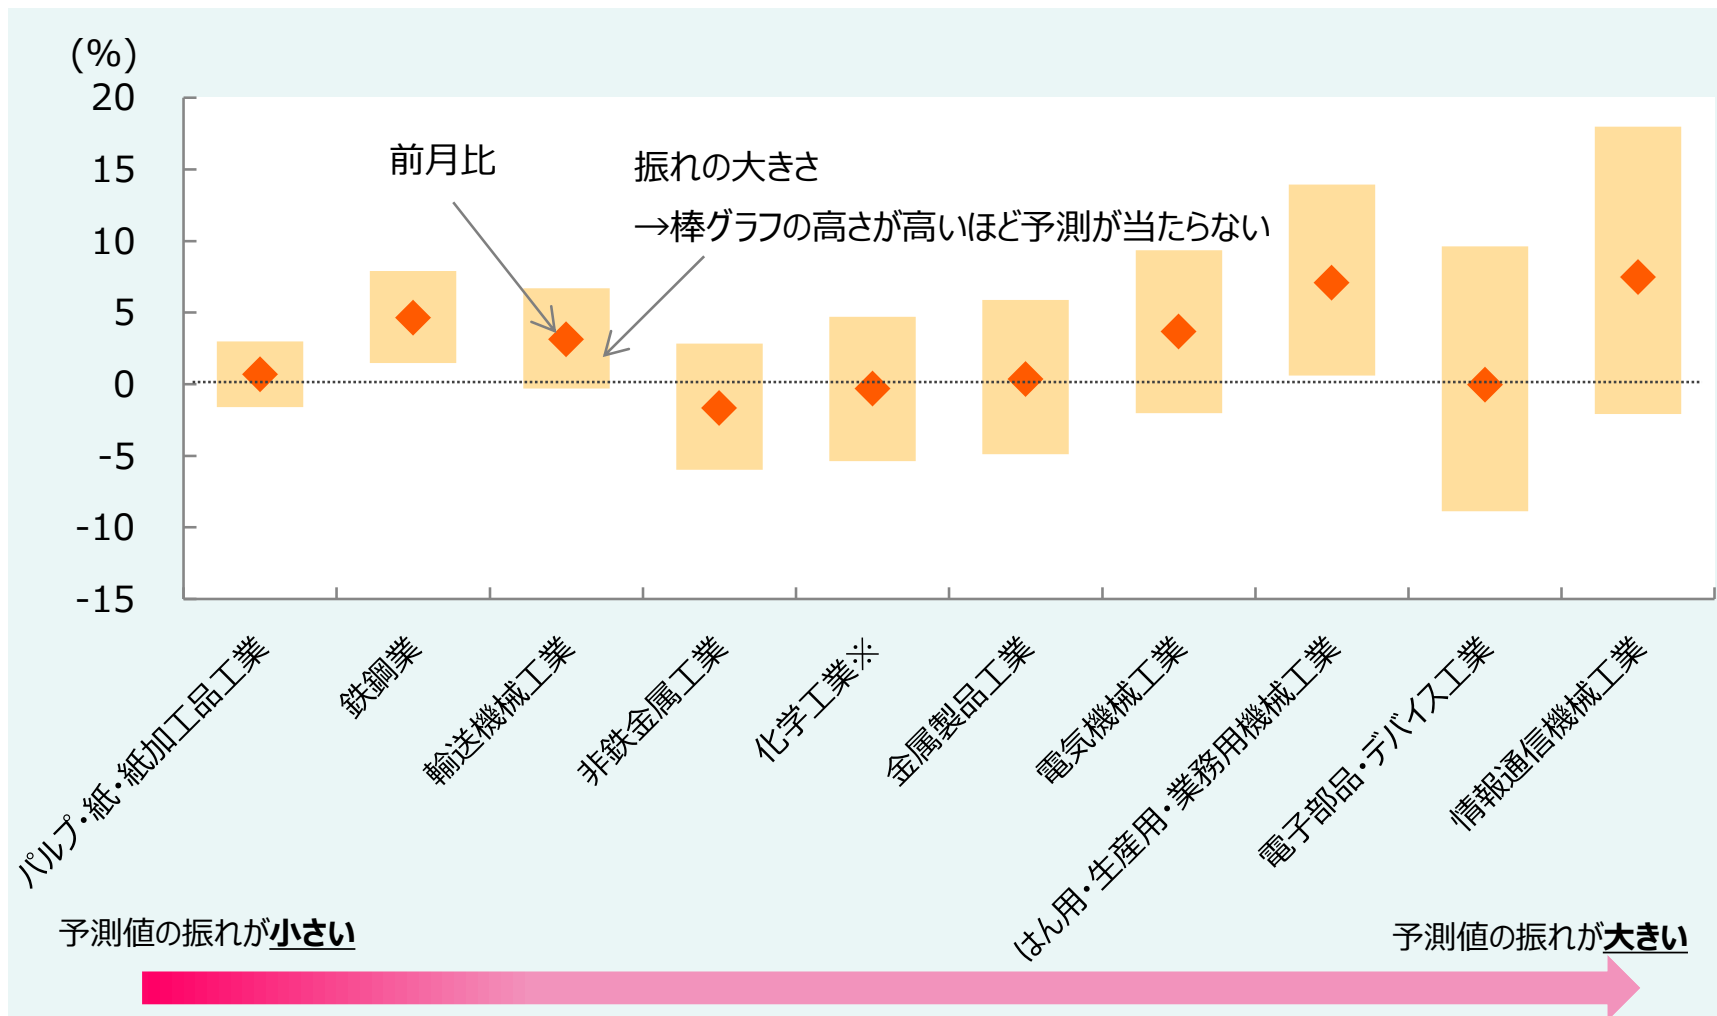 (%)
20
15
10
5
0
-5
-10
-15
前月比
振れの大きさ
→棒グラフの高さが高いほど予測が当たらない
パルプ・紙・紙加工品工業
鉄鋼業
輸送機械工業
非鉄金属工業
化学工業※
金属製品工業
電気機械工業
はん用・生産用・業務用機械工業
電子部品・デバイス工業
情報通信機械工業
予測値の振れが小さい
予測値の振れが大きい